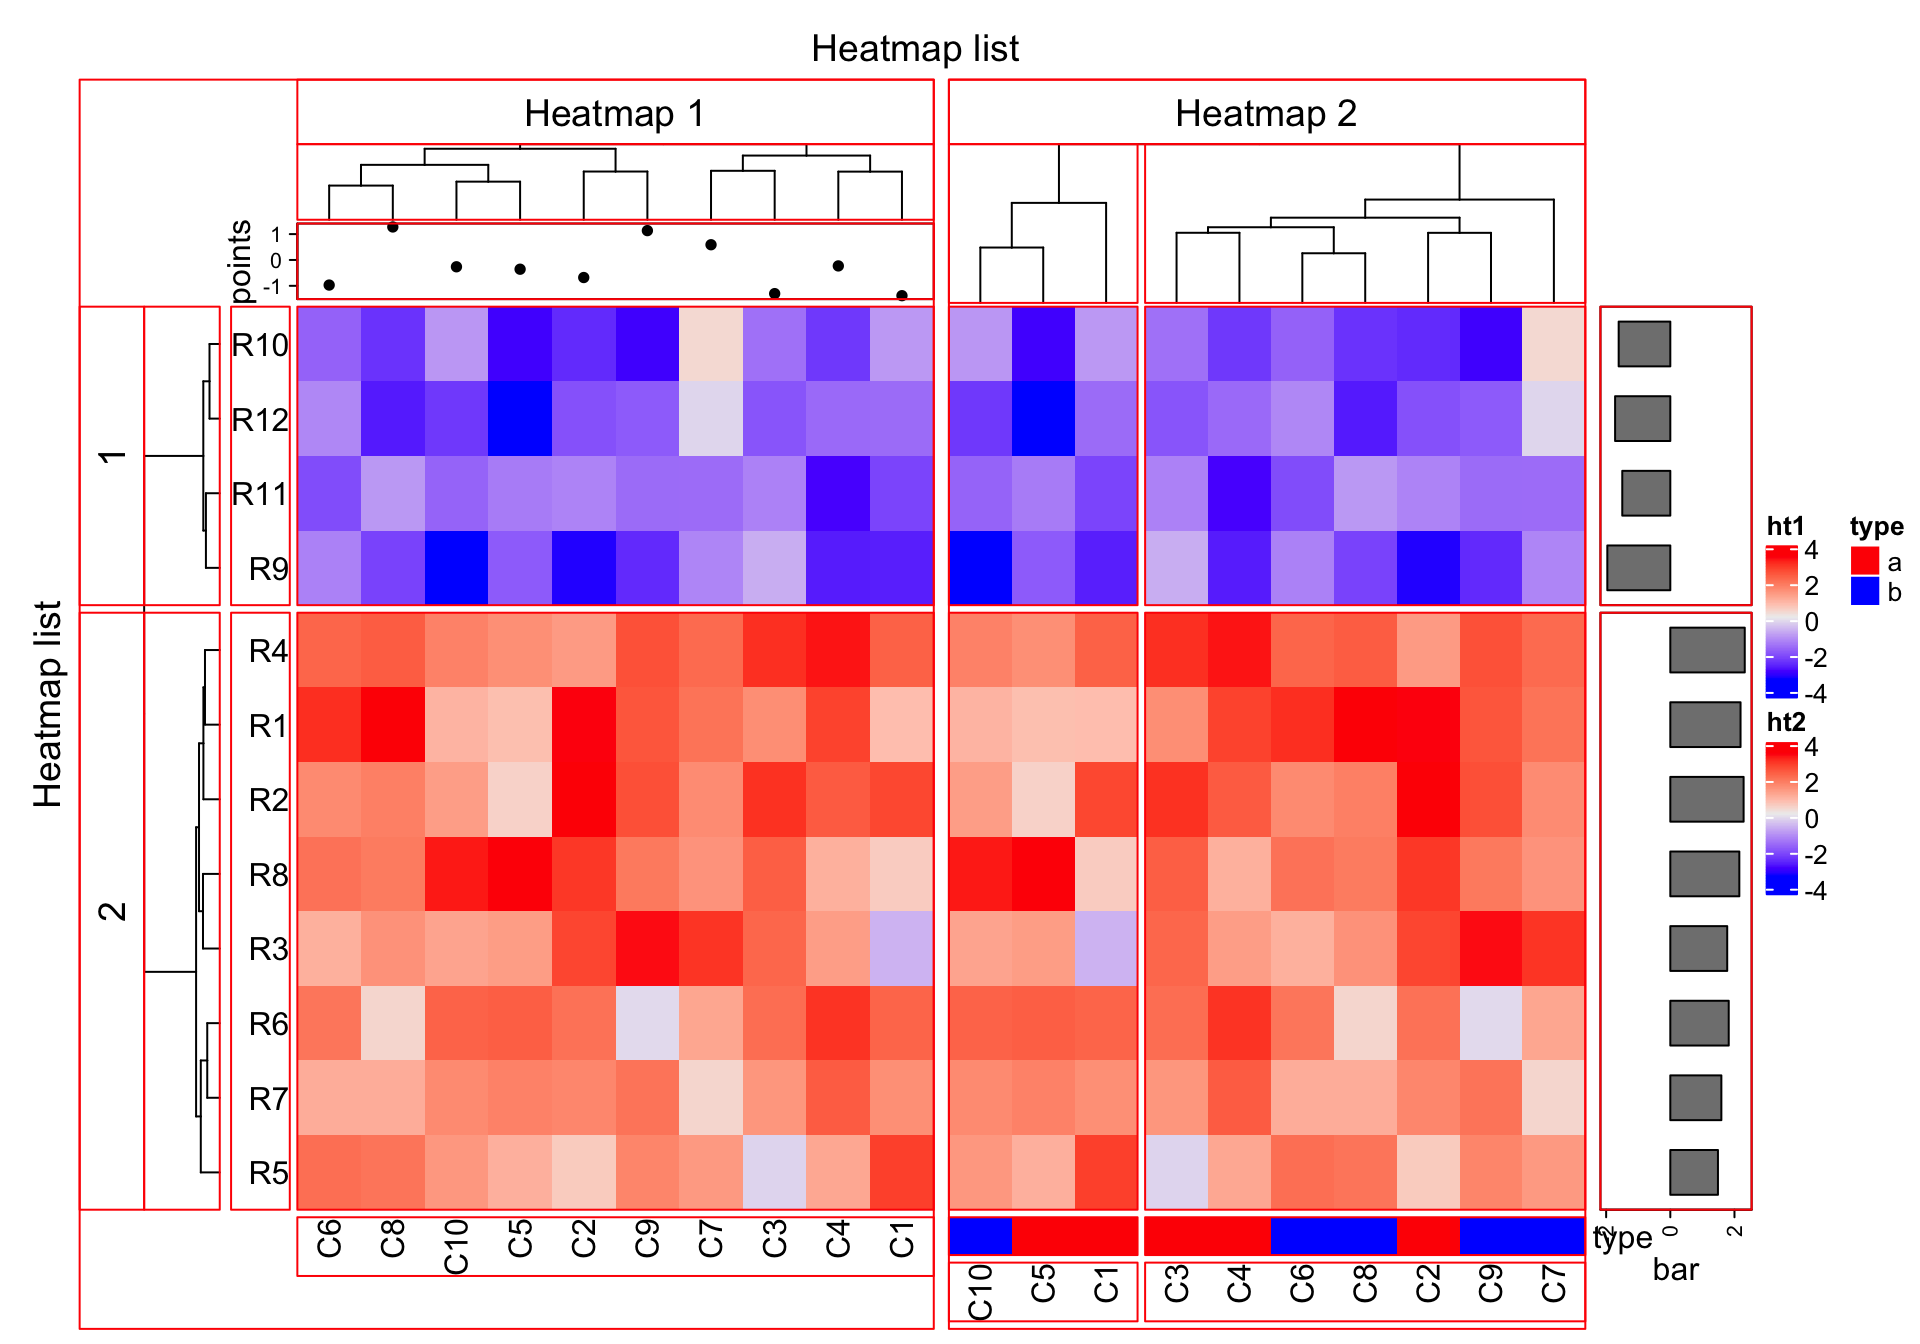 Heatmap list
Heatmap 1
Heatmap 2
points
1
0
-1
Heatmap list
1
2
R10
R12
R11
R9
R4
R1
R2
R8
R3
R6
R7
R5
C6 C8 C10 C5 C2 C9 C7 C3 C4 C1
C10 C5 C1 C3 C4 C6 C8 C2 C9 C7
type
0 2
bar
ht1
4
2
0
-2
-4
ht2
4
2
0
-2
-4
type
a
b